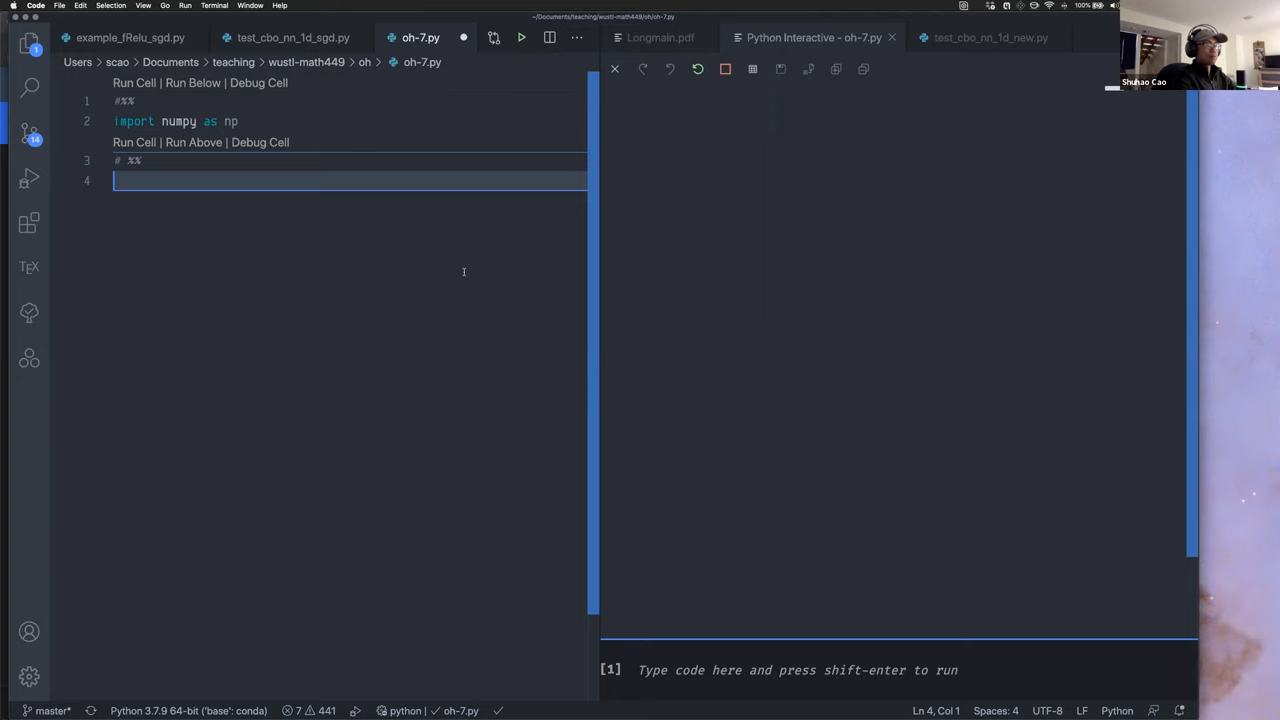 Code File Edit Selection View Go Run Terminal Window Help 100%
~/Documents/teaching/wustl-math449/oh/oh-7.py
example_fRelu_sgd.py test_cbo_nn_1d_sgd.py oh-7.py Longmain.pdf Python Interactive - oh-7.py test_cbo_nn_1d_new.py
Users > scao > Documents > teaching > wustl-math449 > oh > oh-7.py
1
Run Cell | Run Below | Debug Cell
1 #%%
2 import numpy as np
Run Cell | Run Above | Debug Cell
3 # %%
4
14
TEX
Shuhao Cao
[1] Type code here and press shift-enter to run
master* Python 3.7.9 64-bit ('base': conda) 7 441 python | ✓ oh-7.py Ln 4, Col 1 Spaces: 4 UTF-8 LF Python